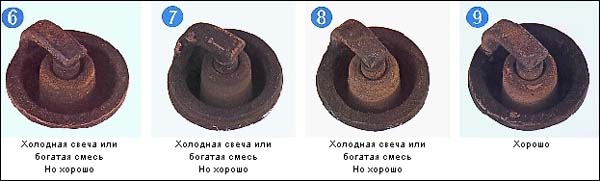 6
7
8
9
Холодная свеча или
богатая смесь
Но хорошо
Холодная свеча или
богатая смесь
Но хорошо
Холодная свеча или
богатая смесь
Но хорошо
Хорошо